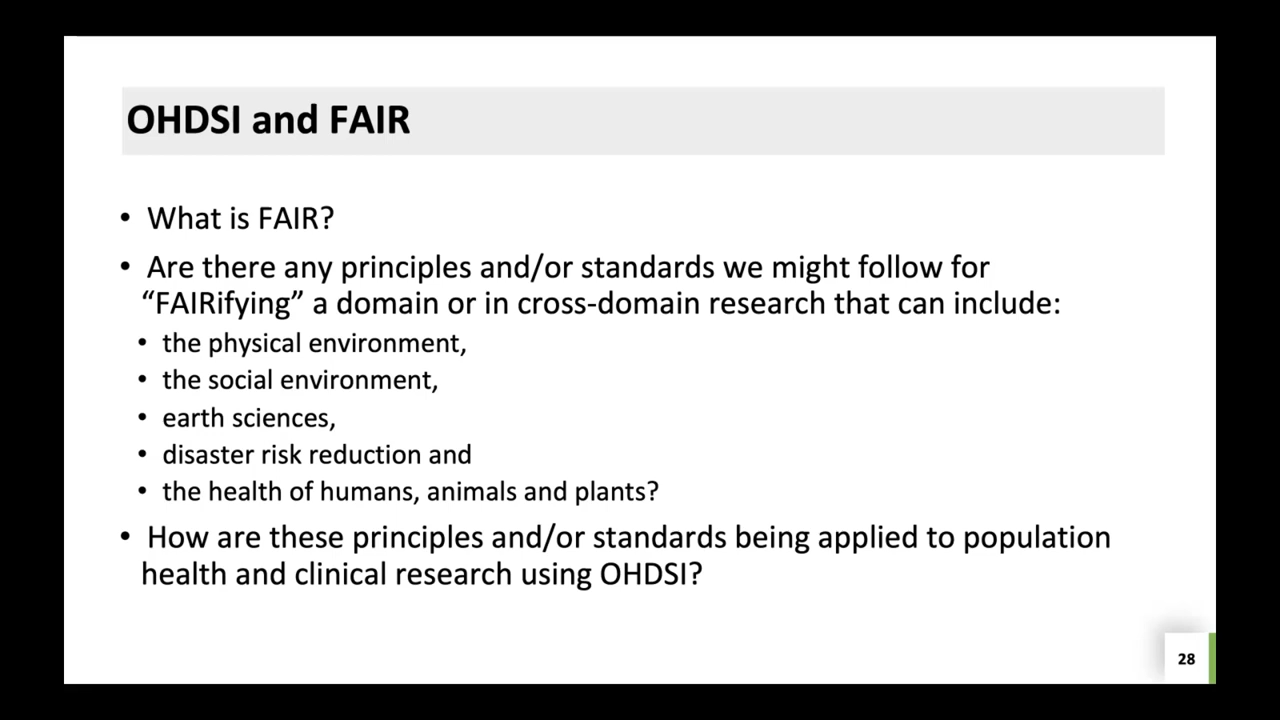 OHDSI and FAIR
• What is FAIR?
• Are there any principles and/or standards we might follow for
“FAIRifying” a domain or in cross-domain research that can include:
• the physical environment,
• the social environment,
• earth sciences,
• disaster risk reduction and
• the health of humans, animals and plants?
• How are these principles and/or standards being applied to population
health and clinical research using OHDSI?
28